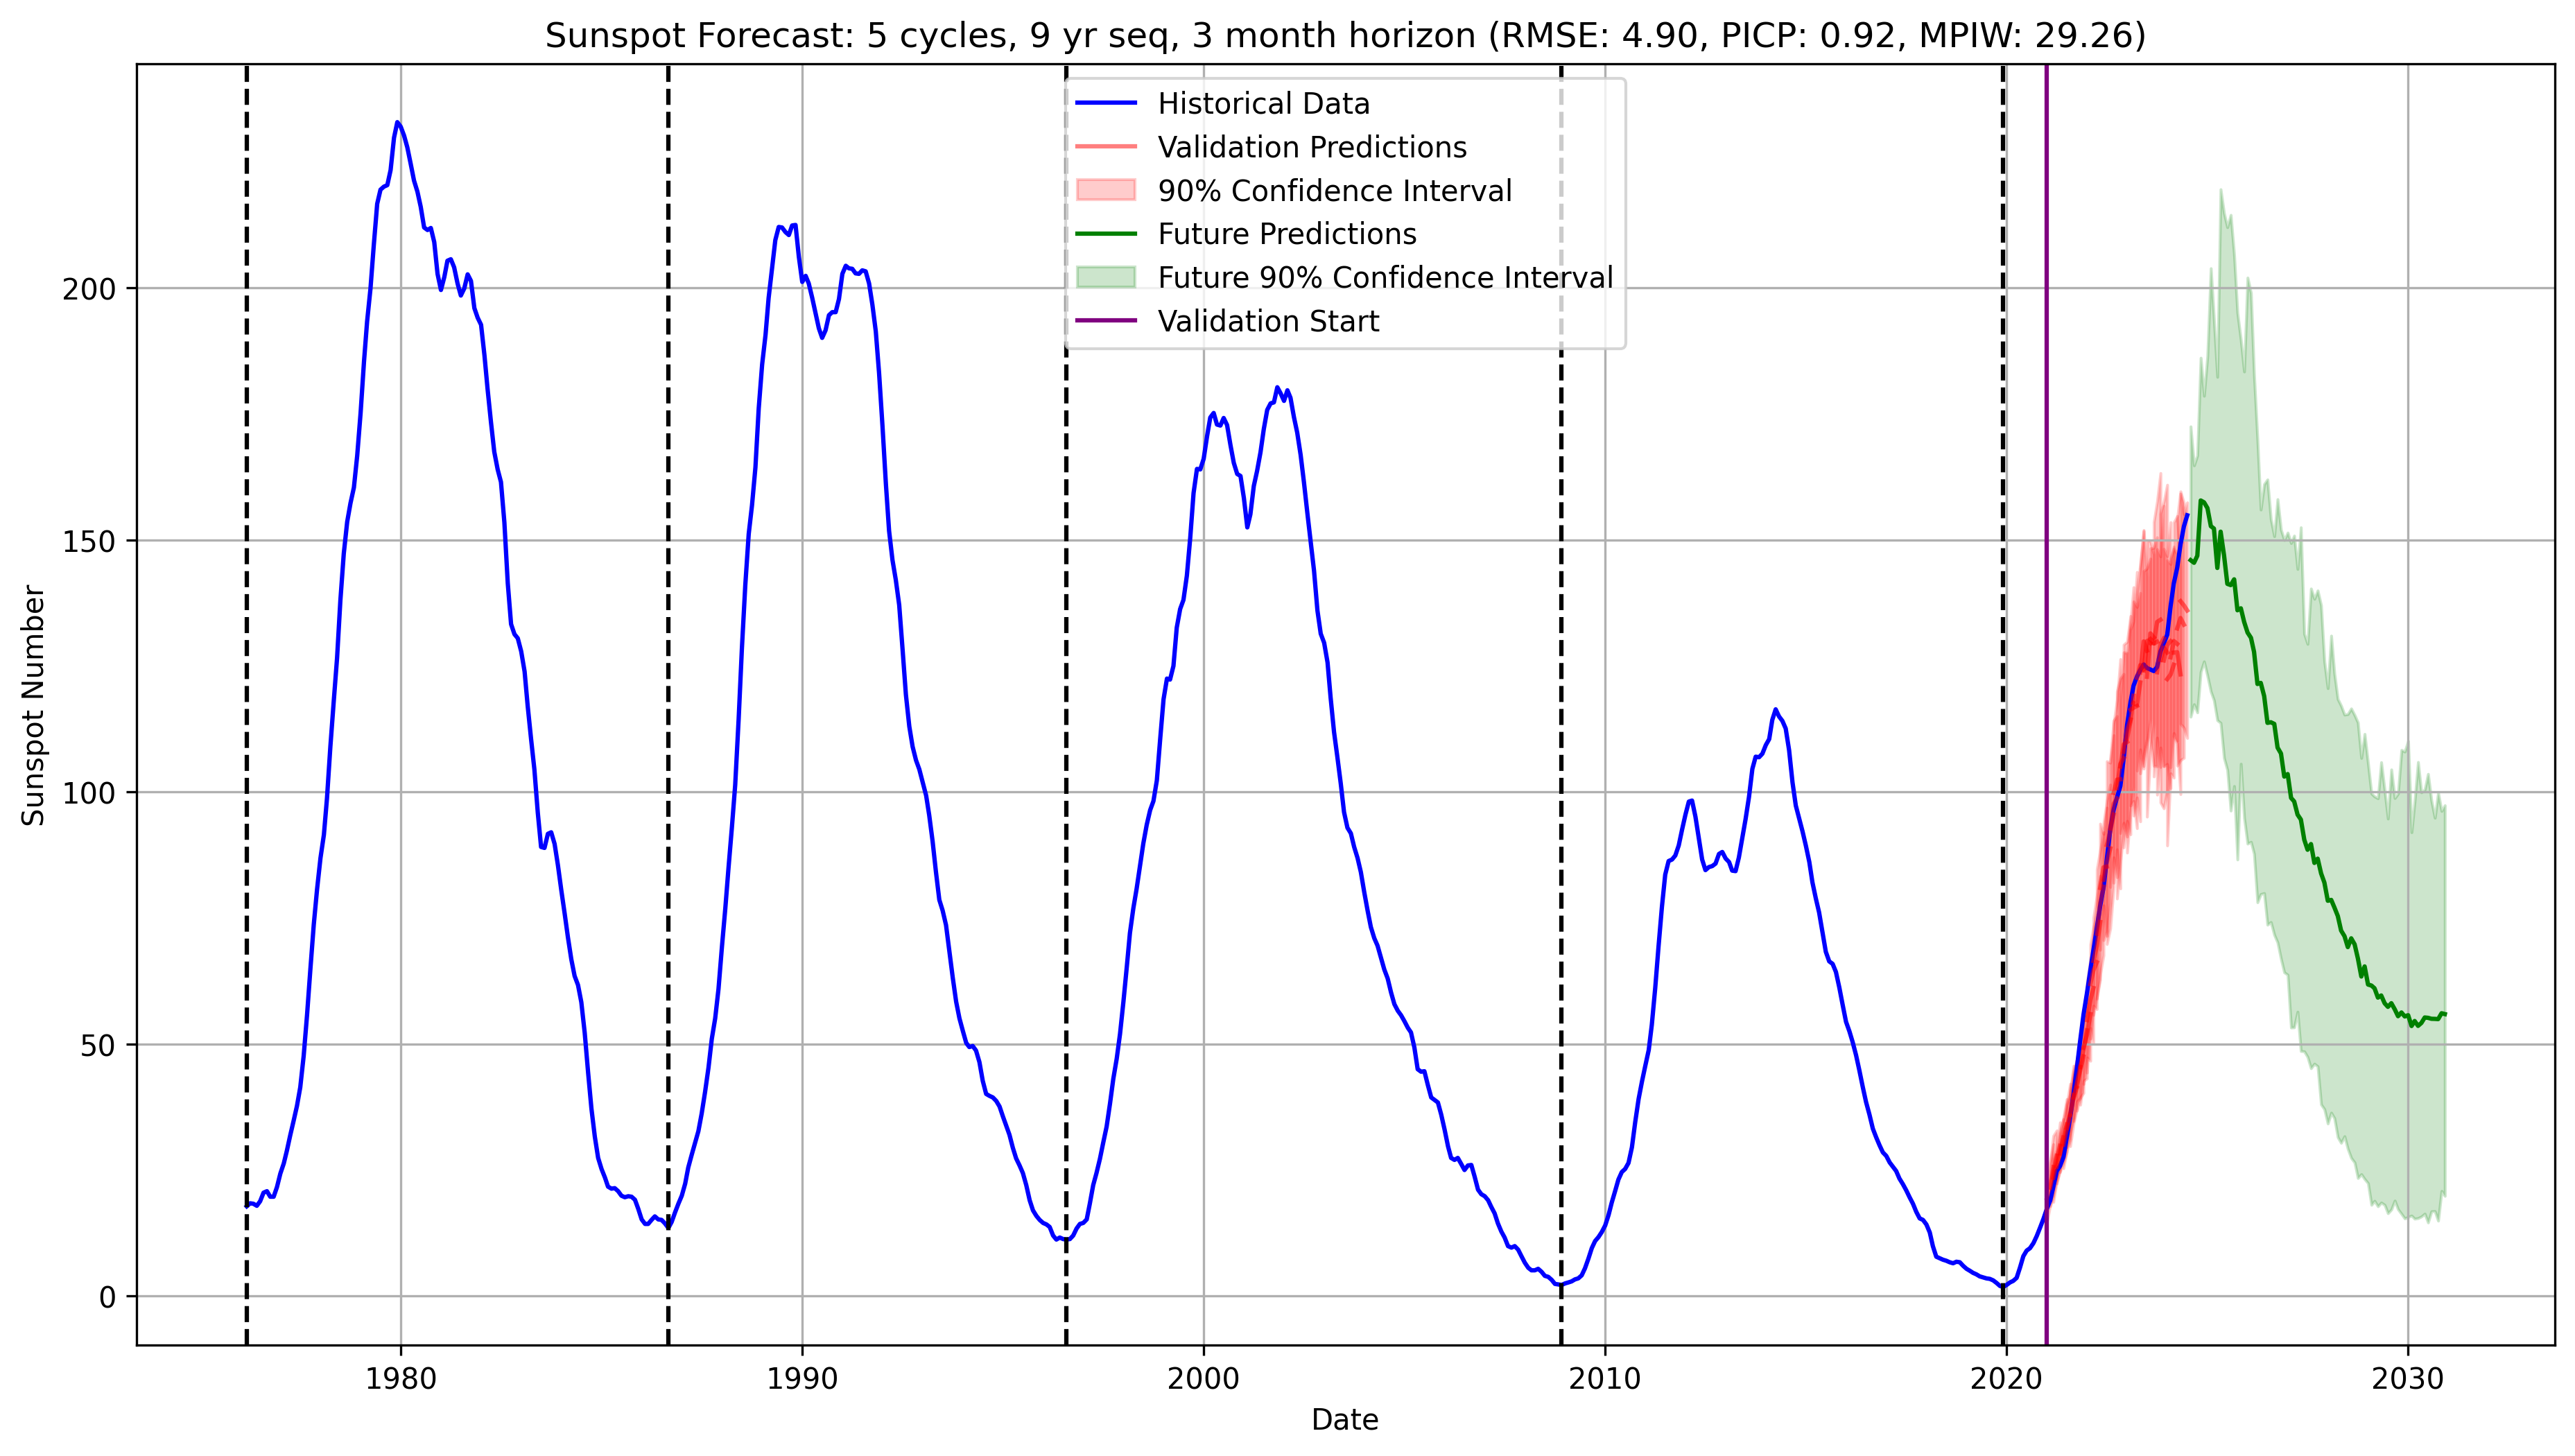 Sunspot Forecast: 5 cycles, 9 yr seq, 3 month horizon (RMSE: 4.90, PICP: 0.92, MPIW: 29.26)
Historical Data
Validation Predictions
90% Confidence Interval
Future Predictions
Future 90% Confidence Interval
Validation Start
Sunspot Number
200
150
100
50
0
1980
1990
2000
2010
2020
2030
Date